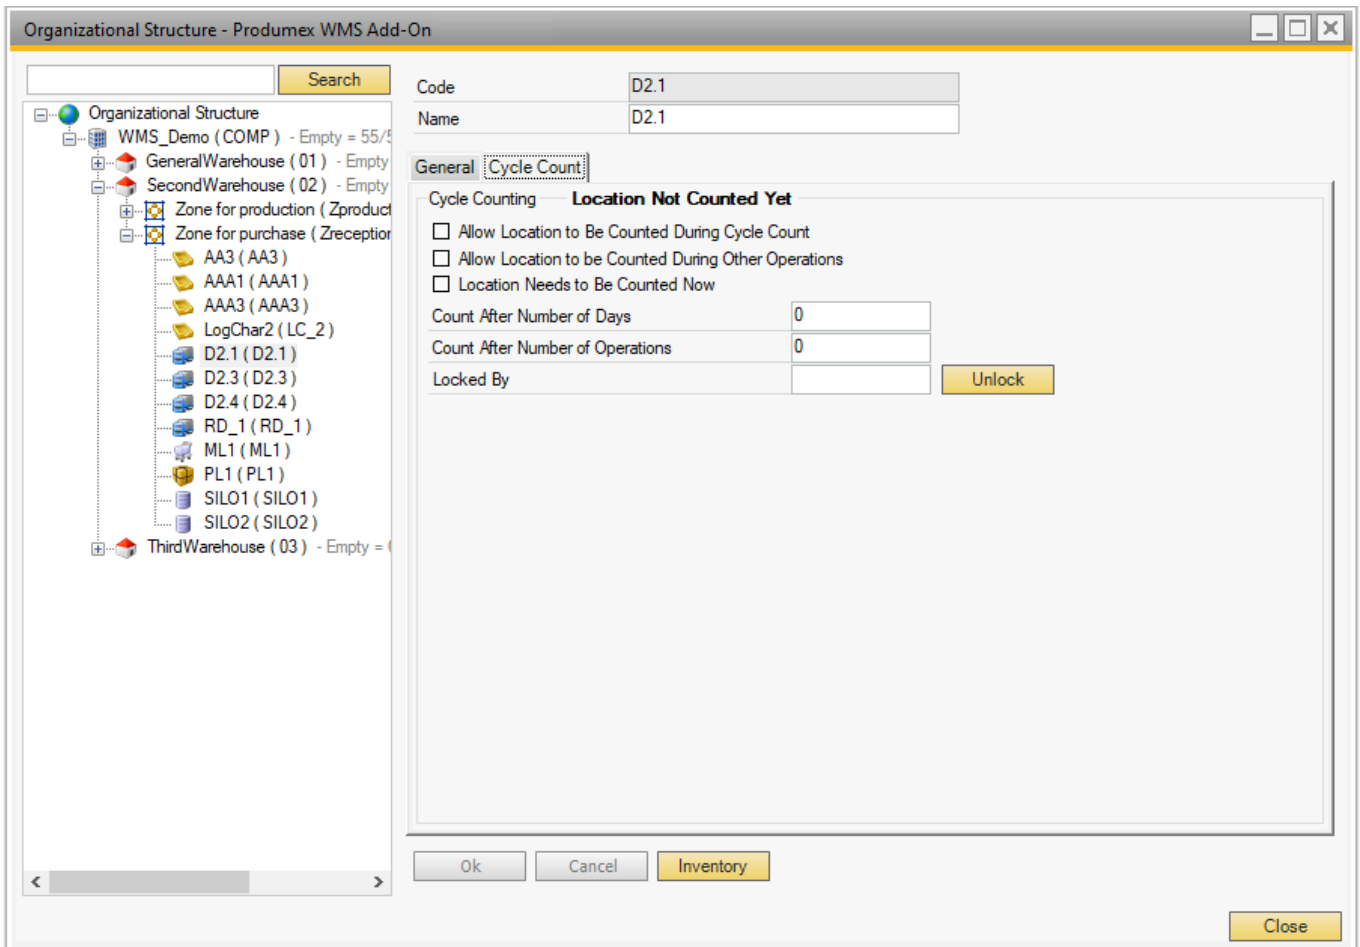 Organizational Structure - Produmex WMS Add-On
Search
Organizational Structure
WMS_Demo ( COMP ) - Empty = 55/5
GeneralWarehouse ( 01 ) - Empty
SecondWarehouse ( 02 ) - Empty
Zone for production ( Zproduct
Zone for purchase ( Zreception
AA3 ( AA3 )
AAA1 ( AAA1 )
AAA3 ( AAA3 )
LogChar2 ( LC_2 )
D2.1 ( D2.1 )
D2.3 ( D2.3 )
D2.4 ( D2.4 )
RD_1 ( RD_1 )
ML1 ( ML1 )
PL1 ( PL1 )
SILO1 ( SILO1 )
SILO2 ( SILO2 )
ThirdWarehouse ( 03 ) - Empty =
Code D2.1
Name D2.1
General Cycle Count
Cycle Counting Location Not Counted Yet
Allow Location to Be Counted During Cycle Count
Allow Location to be Counted During Other Operations
Location Needs to Be Counted Now
Count After Number of Days 0
Count After Number of Operations 0
Locked By Unlock
Ok Cancel Inventory
Close